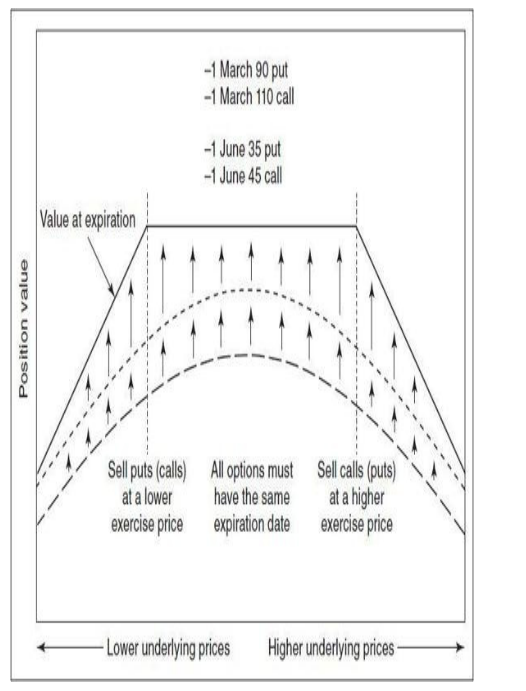 –1 March 90 put
–1 March 110 call
–1 June 35 put
–1 June 45 call
Value at expiration
Position value
Sell puts (calls)
at a lower
exercise price
All options must
have the same
expiration date
Sell calls (puts)
at a higher
exercise price
Lower underlying prices
Higher underlying prices